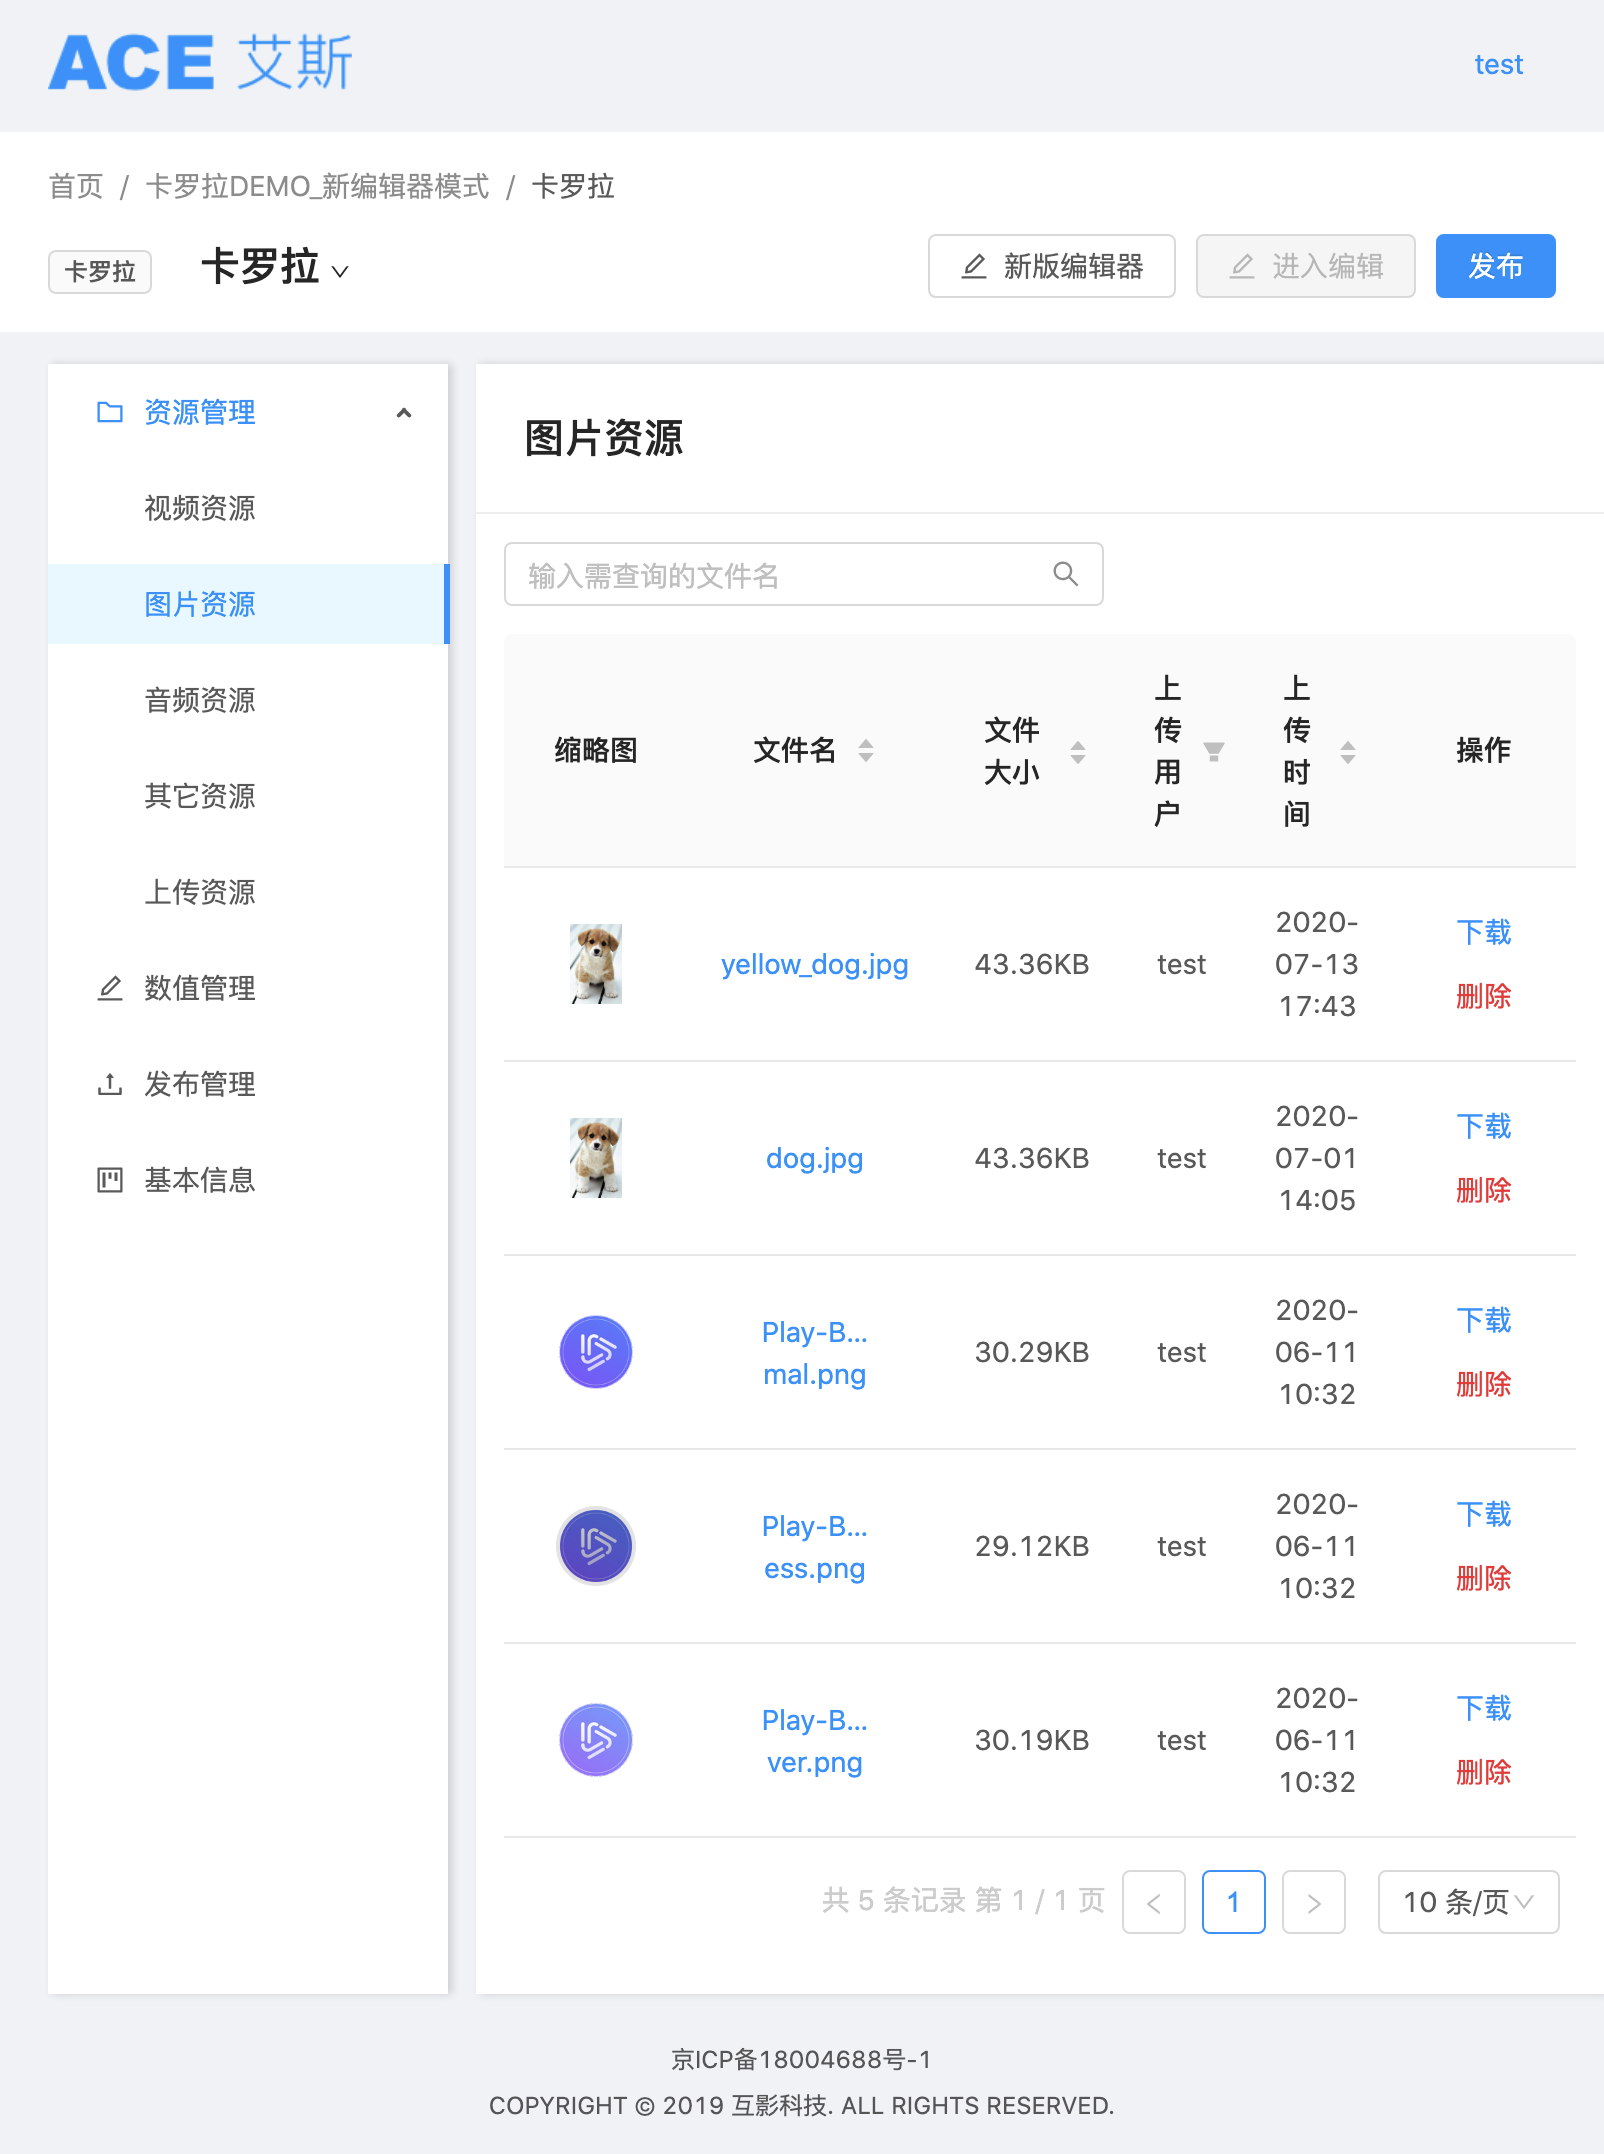 ACE 艾斯
test
首页 / 卡罗拉DEMO_新编辑器模式 / 卡罗拉
卡罗拉
卡罗拉
新版编辑器
进入编辑
发布
资源管理
视频资源
图片资源
音频资源
其它资源
上传资源
数值管理
发布管理
基本信息
图片资源
输入需查询的文件名
缩略图
文件名
文件
大小
上
传
用
户
上
传
时
间
操作
yellow_dog.jpg
43.36KB
test
2020-
07-13
17:43
下载
删除
dog.jpg
43.36KB
test
2020-
07-01
14:05
下载
删除
Play-B...
mal.png
30.29KB
test
2020-
06-11
10:32
下载
删除
Play-B...
ess.png
29.12KB
test
2020-
06-11
10:32
下载
删除
Play-B...
ver.png
30.19KB
test
2020-
06-11
10:32
下载
删除
共 5 条记录 第 1 / 1 页
1
10 条/页
京ICP备18004688号-1
COPYRIGHT © 2019 互影科技. ALL RIGHTS RESERVED.